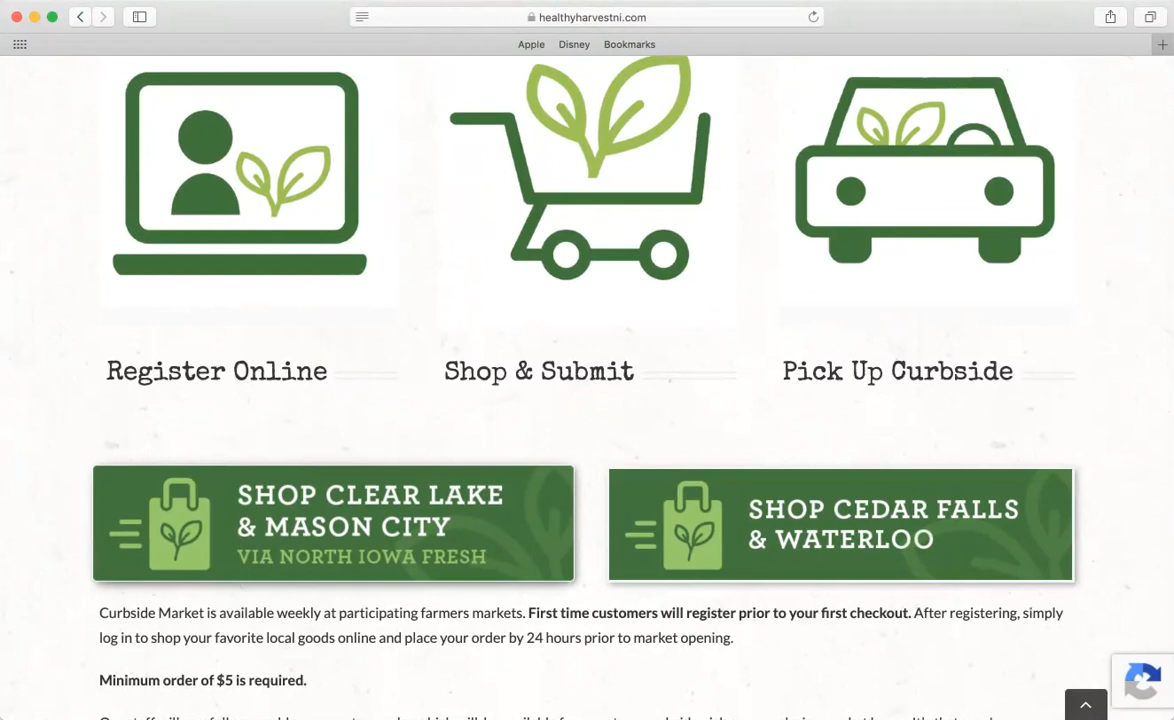 healthyharvestni.com
Apple Disney Bookmarks
Register Online
Shop & Submit
Pick Up Curbside
SHOP CLEAR LAKE
& MASON CITY
VIA NORTH IOWA FRESH
SHOP CEDAR FALLS
& WATERLOO
Curbside Market is available weekly at participating farmers markets. First time customers will register prior to your first checkout. After registering, simply
log in to shop your favorite local goods online and place your order by 24 hours prior to market opening.
Minimum order of $5 is required.